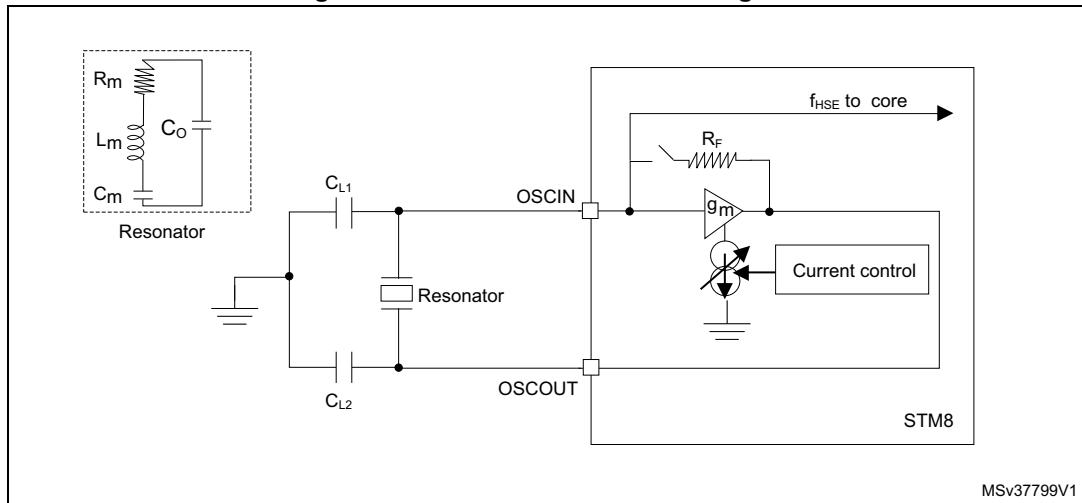 Rm
Lm
CO
Cm
Resonator
CL1
CL2
Resonator
OSCIN
OSCOUT
fHSE to core
RF
gm
Current control
STM8
MSv37799V1